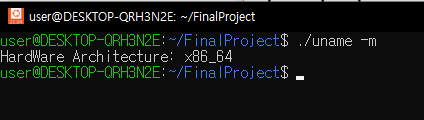 user@DESKTOP-QRH3N2E: ~/FinalProject
user@DESKTOP-QRH3N2E:~/FinalProject$ ./uname -m
HardWare Architecture: x86_64
user@DESKTOP-QRH3N2E:~/FinalProject$